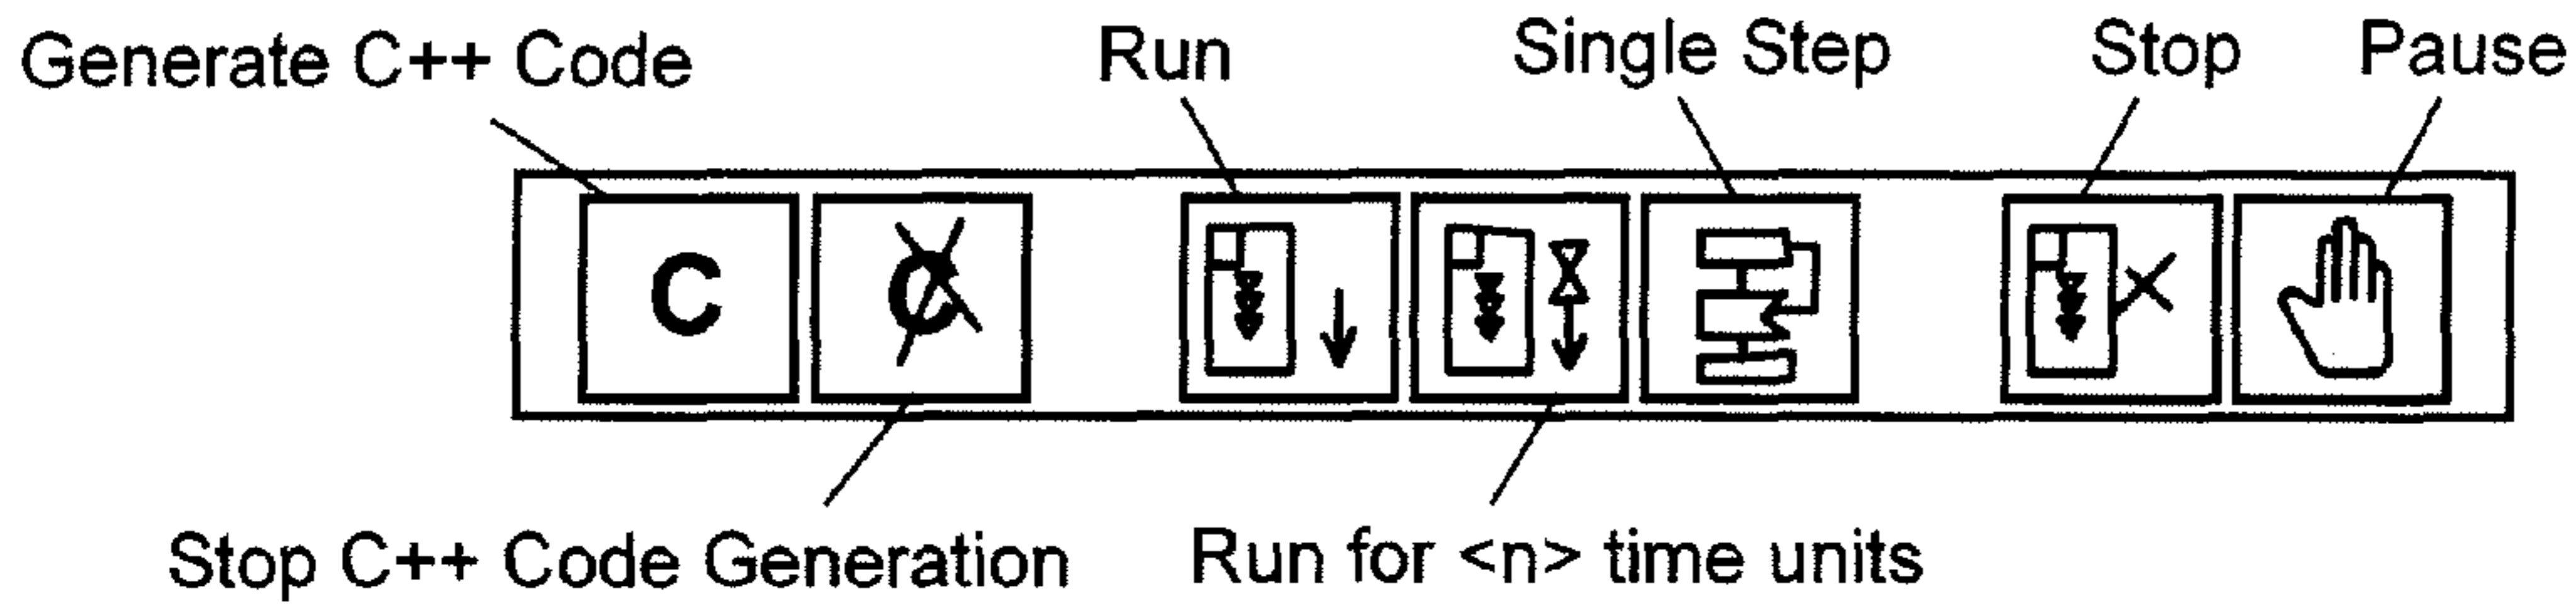 Generate C++ Code
Run
Single Step
Stop
Pause
C
C
Stop C++ Code Generation
Run for <n> time units